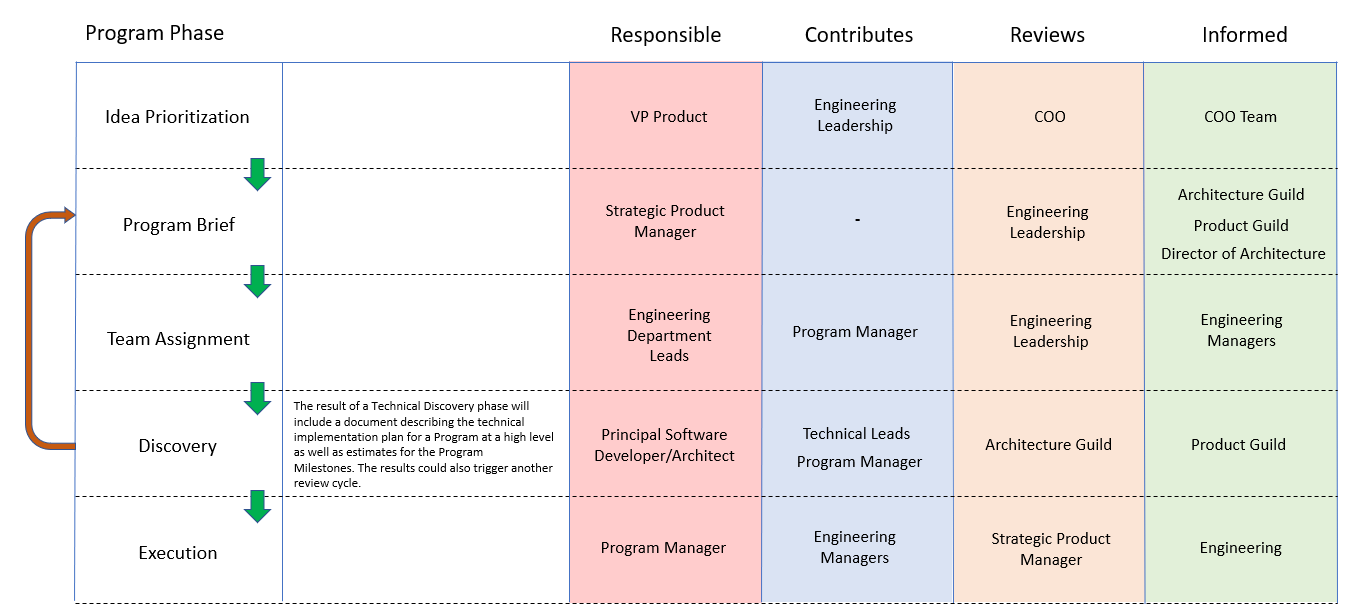 Program Phase
Responsible
Contributes
Reviews
Informed
Idea Prioritization
VP Product
Engineering
Leadership
COO
COO Team
Program Brief
Strategic Product
Manager
-
Engineering
Leadership
Architecture Guild
Product Guild
Director of Architecture
Team Assignment
Engineering
Department
Leads
Program Manager
Engineering
Leadership
Engineering
Managers
Discovery
The result of a Technical Discovery phase will
include a document describing the technical
implementation plan for a Program at a high level
as well as estimates for the Program
Milestones. The results could also trigger another
review cycle.
Principal Software
Developer/Architect
Technical Leads
Program Manager
Architecture Guild
Product Guild
Execution
Program Manager
Engineering
Managers
Strategic Product
Manager
Engineering